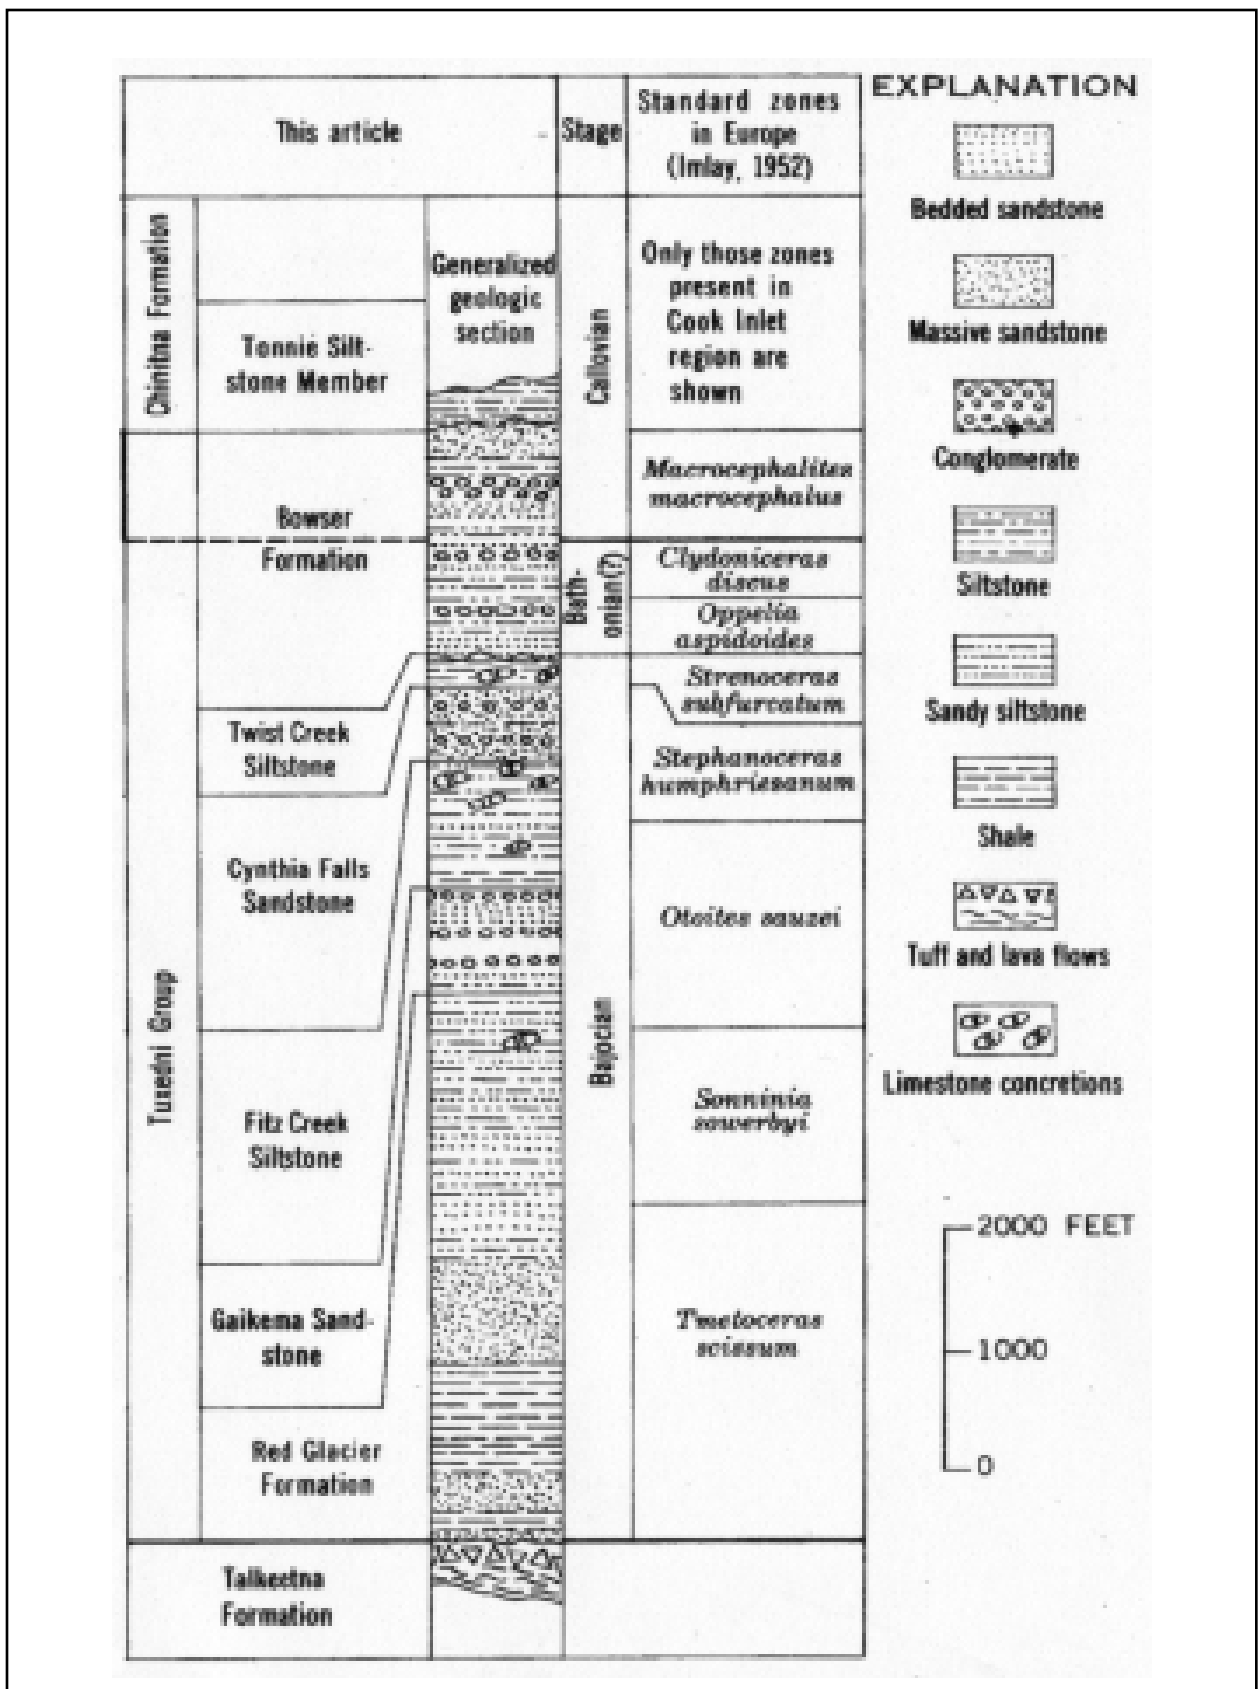 This article
Stage
Standard zones
in Europe
(Imlay, 1952)
EXPLANATION
Bedded sandstone
Massive sandstone
Conglomerate
Siltstone
Sandy siltstone
Shale
Tuff and lava flows
Limestone concretions
2000 FEET
1000
0
Chinitna Formation
Tonnie Silt-
stone Member
Generalized
geologic
section
Callovian
Only those zones
present in
Cook Inlet
region are
shown
Bowser
Formation
Macrocephalites
macrocephalus
Bath-
onian(?)
Clydoniceras
discus
Oppelia
aspidoides
Tuxedni Group
Twist Creek
Siltstone
Cynthia Falls
Sandstone
Fitz Creek
Siltstone
Gaikema Sand-
stone
Red Glacier
Formation
Bajocian
Strenoceras
subfurcatum
Stephanoceras
humphriesanum
Otoites sauzei
Sonninia
sowerbyi
Tmetoceras
scissum
Talkeetna
Formation